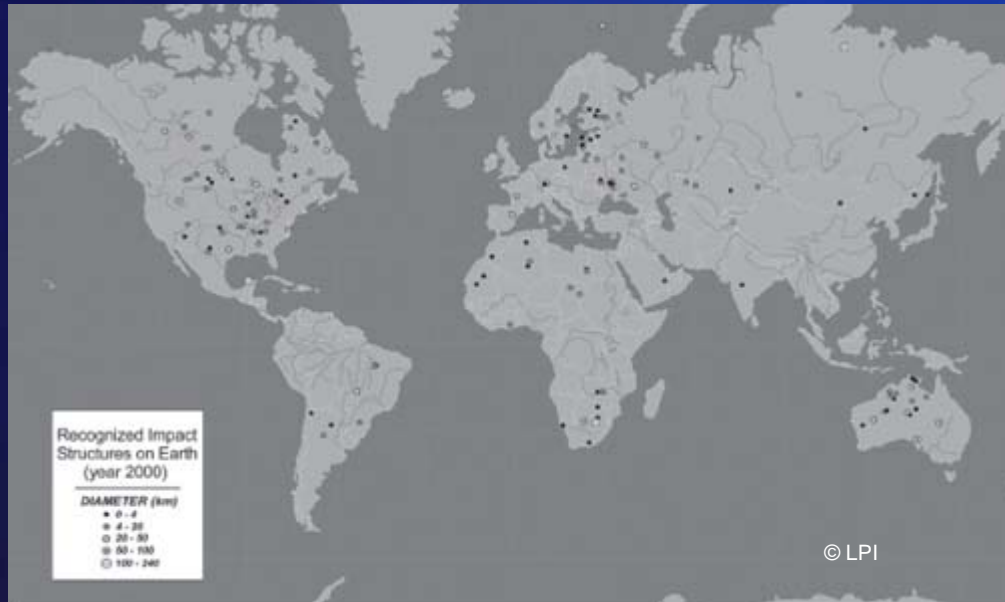 Recognized Impact
Structures on Earth
(year 2000)
DIAMETER (km)
0 - 4
4 - 20
20 - 50
50 - 100
100 - 240
© LPI